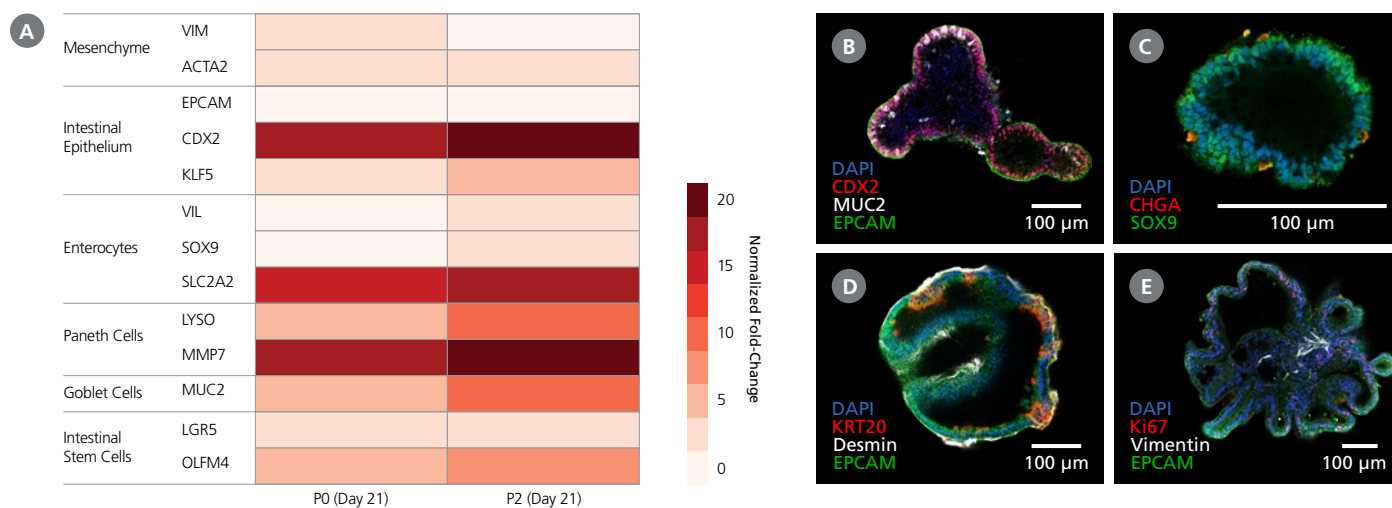 A
Mesenchyme
VIM
ACTA2
Intestinal
Epithelium
EPCAM
CDX2
KLF5
Enterocytes
VIL
SOX9
SLC2A2
Paneth Cells
LYSO
MMP7
Goblet Cells
MUC2
Intestinal
Stem Cells
LGR5
OLFM4
P0 (Day 21)
P2 (Day 21)
20
15
10
5
0
Normalized Fold-Change
B
DAPI
CDX2
MUC2
EPCAM
100 µm
C
DAPI
CHGA
SOX9
100 µm
D
DAPI
KRT20
Desmin
EPCAM
100 µm
E
DAPI
Ki67
Vimentin
EPCAM
100 µm